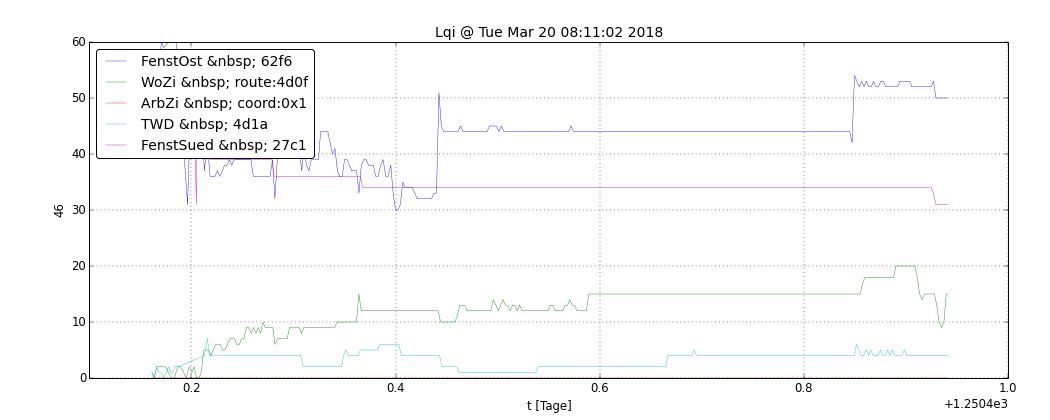 Lqi @ Tue Mar 20 08:11:02 2018
60
50
40
30
20
10
0
46
FenstOst &nbsp; 62f6
WoZi &nbsp; route:4d0f
ArbZi &nbsp; coord:0x1
TWD &nbsp; 4d1a
FenstSued &nbsp; 27c1
0.2
0.4
0.6
0.8
1.0
t [Tage]
+1.2504e3